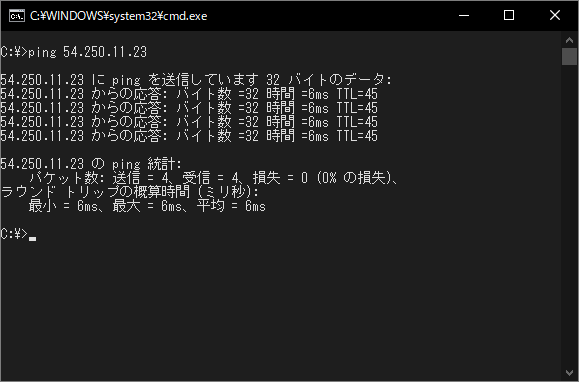 C:¥WINDOWS¥system32¥cmd.exe
C:¥>ping 54.250.11.23
54.250.11.23 に ping を送信しています 32 バイトのデータ:
54.250.11.23 からの応答: バイト数 =32 時間 =6ms TTL=45
54.250.11.23 からの応答: バイト数 =32 時間 =6ms TTL=45
54.250.11.23 からの応答: バイト数 =32 時間 =6ms TTL=45
54.250.11.23 からの応答: バイト数 =32 時間 =6ms TTL=45
54.250.11.23 の ping 統計:
パケット数: 送信 = 4、受信 = 4、損失 = 0 (0% の損失)、
ラウンド トリップの概算時間 (ミリ秒):
最小 = 6ms、最大 = 6ms、平均 = 6ms
C:¥>